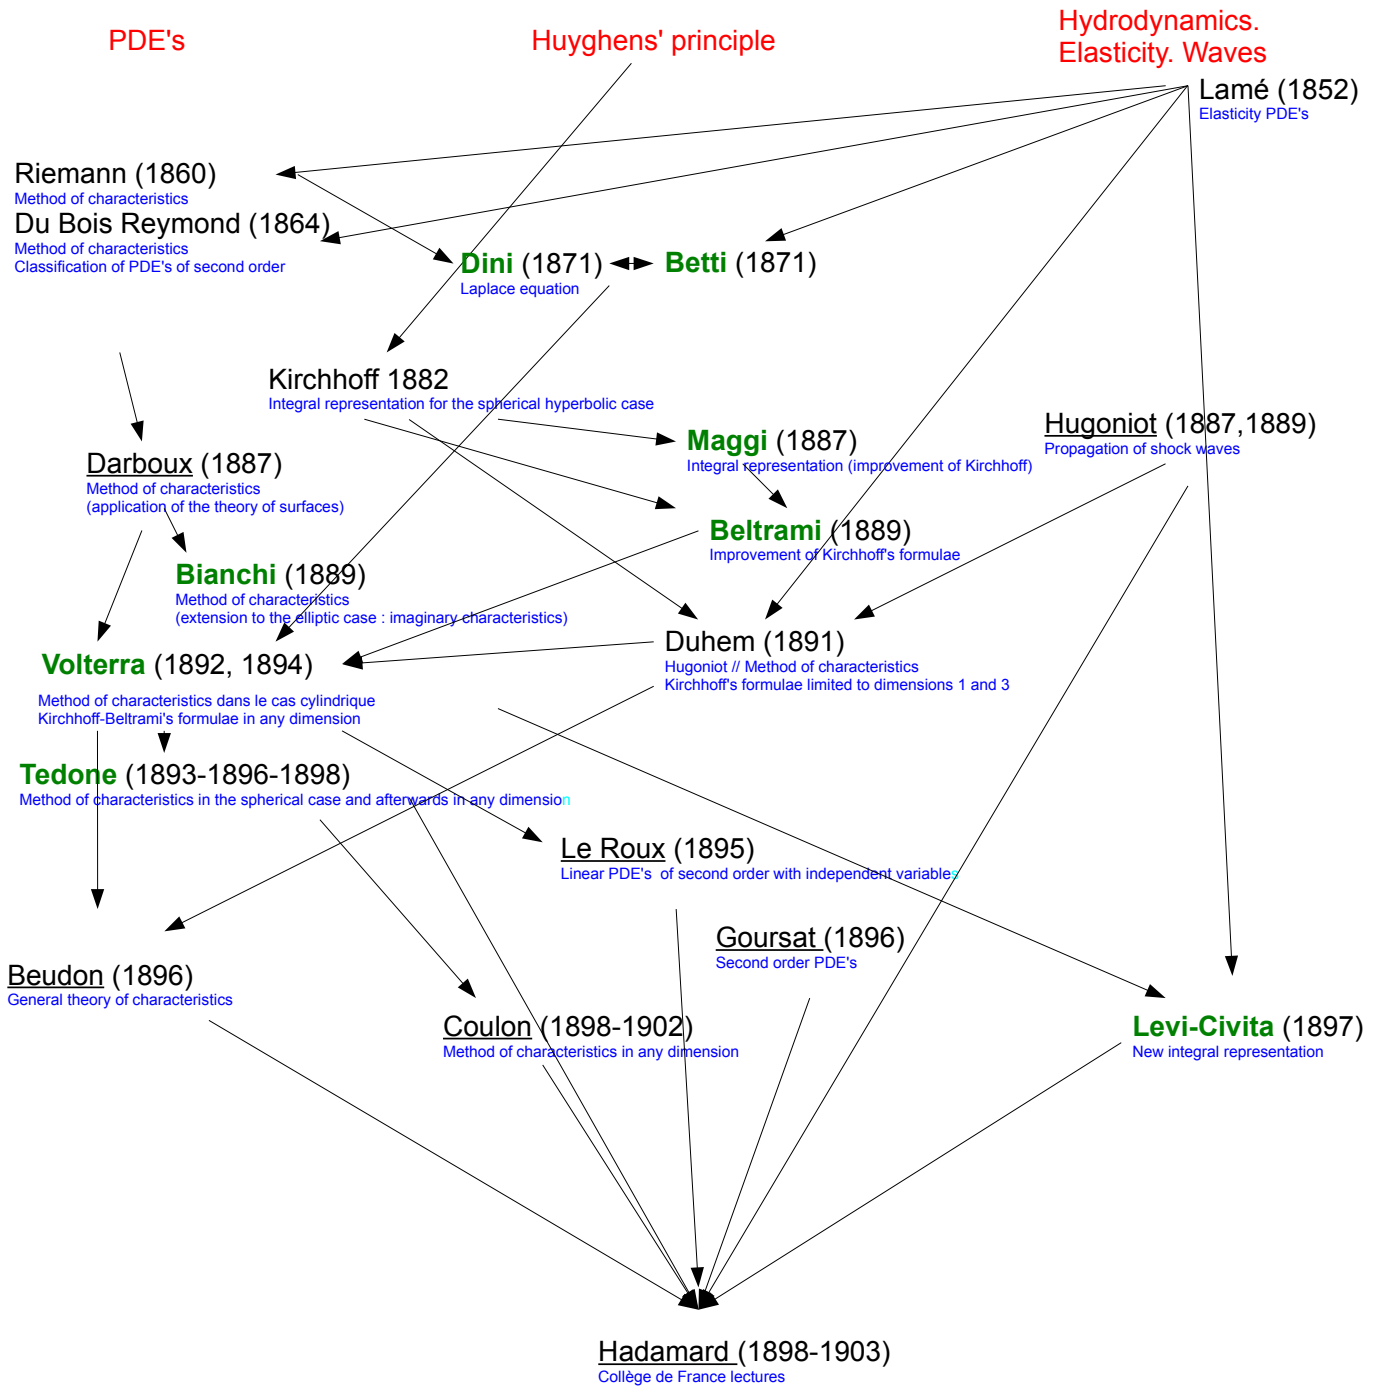 PDE's
Huyghens' principle
Hydrodynamics.
Elasticity. Waves
Lamé (1852)
Elasticity PDE's
Riemann (1860)
Method of characteristics
Du Bois Reymond (1864)
Method of characteristics
Classification of PDE's of second order
Dini (1871)
Laplace equation
Betti (1871)
Kirchhoff 1882
Integral representation for the spherical hyperbolic case
Maggi (1887)
Integral representation (improvement of Kirchhoff)
Hugoniot (1887,1889)
Propagation of shock waves
Darboux (1887)
Method of characteristics
(application of the theory of surfaces)
Beltrami (1889)
Improvement of Kirchhoff's formulae
Bianchi (1889)
Method of characteristics
(extension to the elliptic case : imaginary characteristics)
Duhem (1891)
Hugoniot // Method of characteristics
Kirchhoff's formulae limited to dimensions 1 and 3
Volterra (1892, 1894)
Method of characteristics dans le cas cylindrique
Kirchhoff-Beltrami's formulae in any dimension
Tedone (1893-1896-1898)
Method of characteristics in the spherical case and afterwards in any dimension
Le Roux (1895)
Linear PDE's of second order with independent variables
Goursat (1896)
Second order PDE's
Beudon (1896)
General theory of characteristics
Coulon (1898-1902)
Method of characteristics in any dimension
Levi-Civita (1897)
New integral representation
Hadamard (1898-1903)
Collège de France lectures